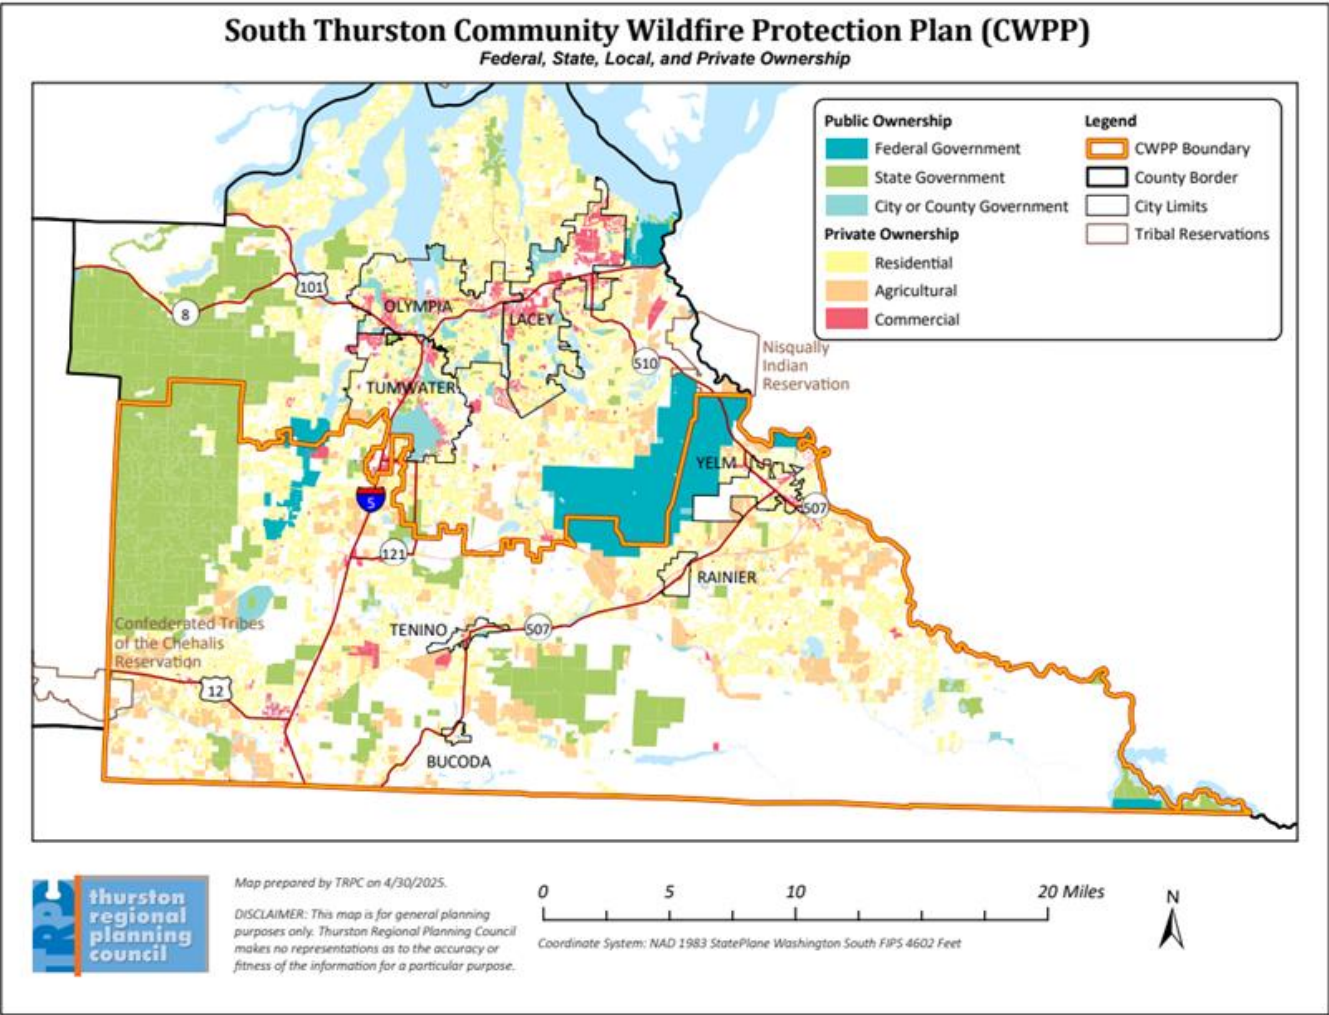 South Thurston Community Wildfire Protection Plan (CWPP)
Federal, State, Local, and Private Ownership
Public Ownership
Federal Government
State Government
City or County Government
Private Ownership
Residential
Agricultural
Commercial
Legend
CWPP Boundary
County Border
City Limits
Tribal Reservations
101
8
OLYMPIA
LACEY
510
Nisqually
Indian
Reservation
TUMWATER
YELM
5
507
121
RAINIER
TENINO
507
Confederated Tribes
of the Chehalis
Reservation
12
BUCODA
TRPC
thurston
regional
planning
council
Map prepared by TRPC on 4/30/2025.
DISCLAIMER: This map is for general planning
purposes only. Thurston Regional Planning Council
makes no representations as to the accuracy or
fitness of the information for a particular purpose.
0 5 10 20 Miles
Coordinate System: NAD 1983 StatePlane Washington South FIPS 4602 Feet
N